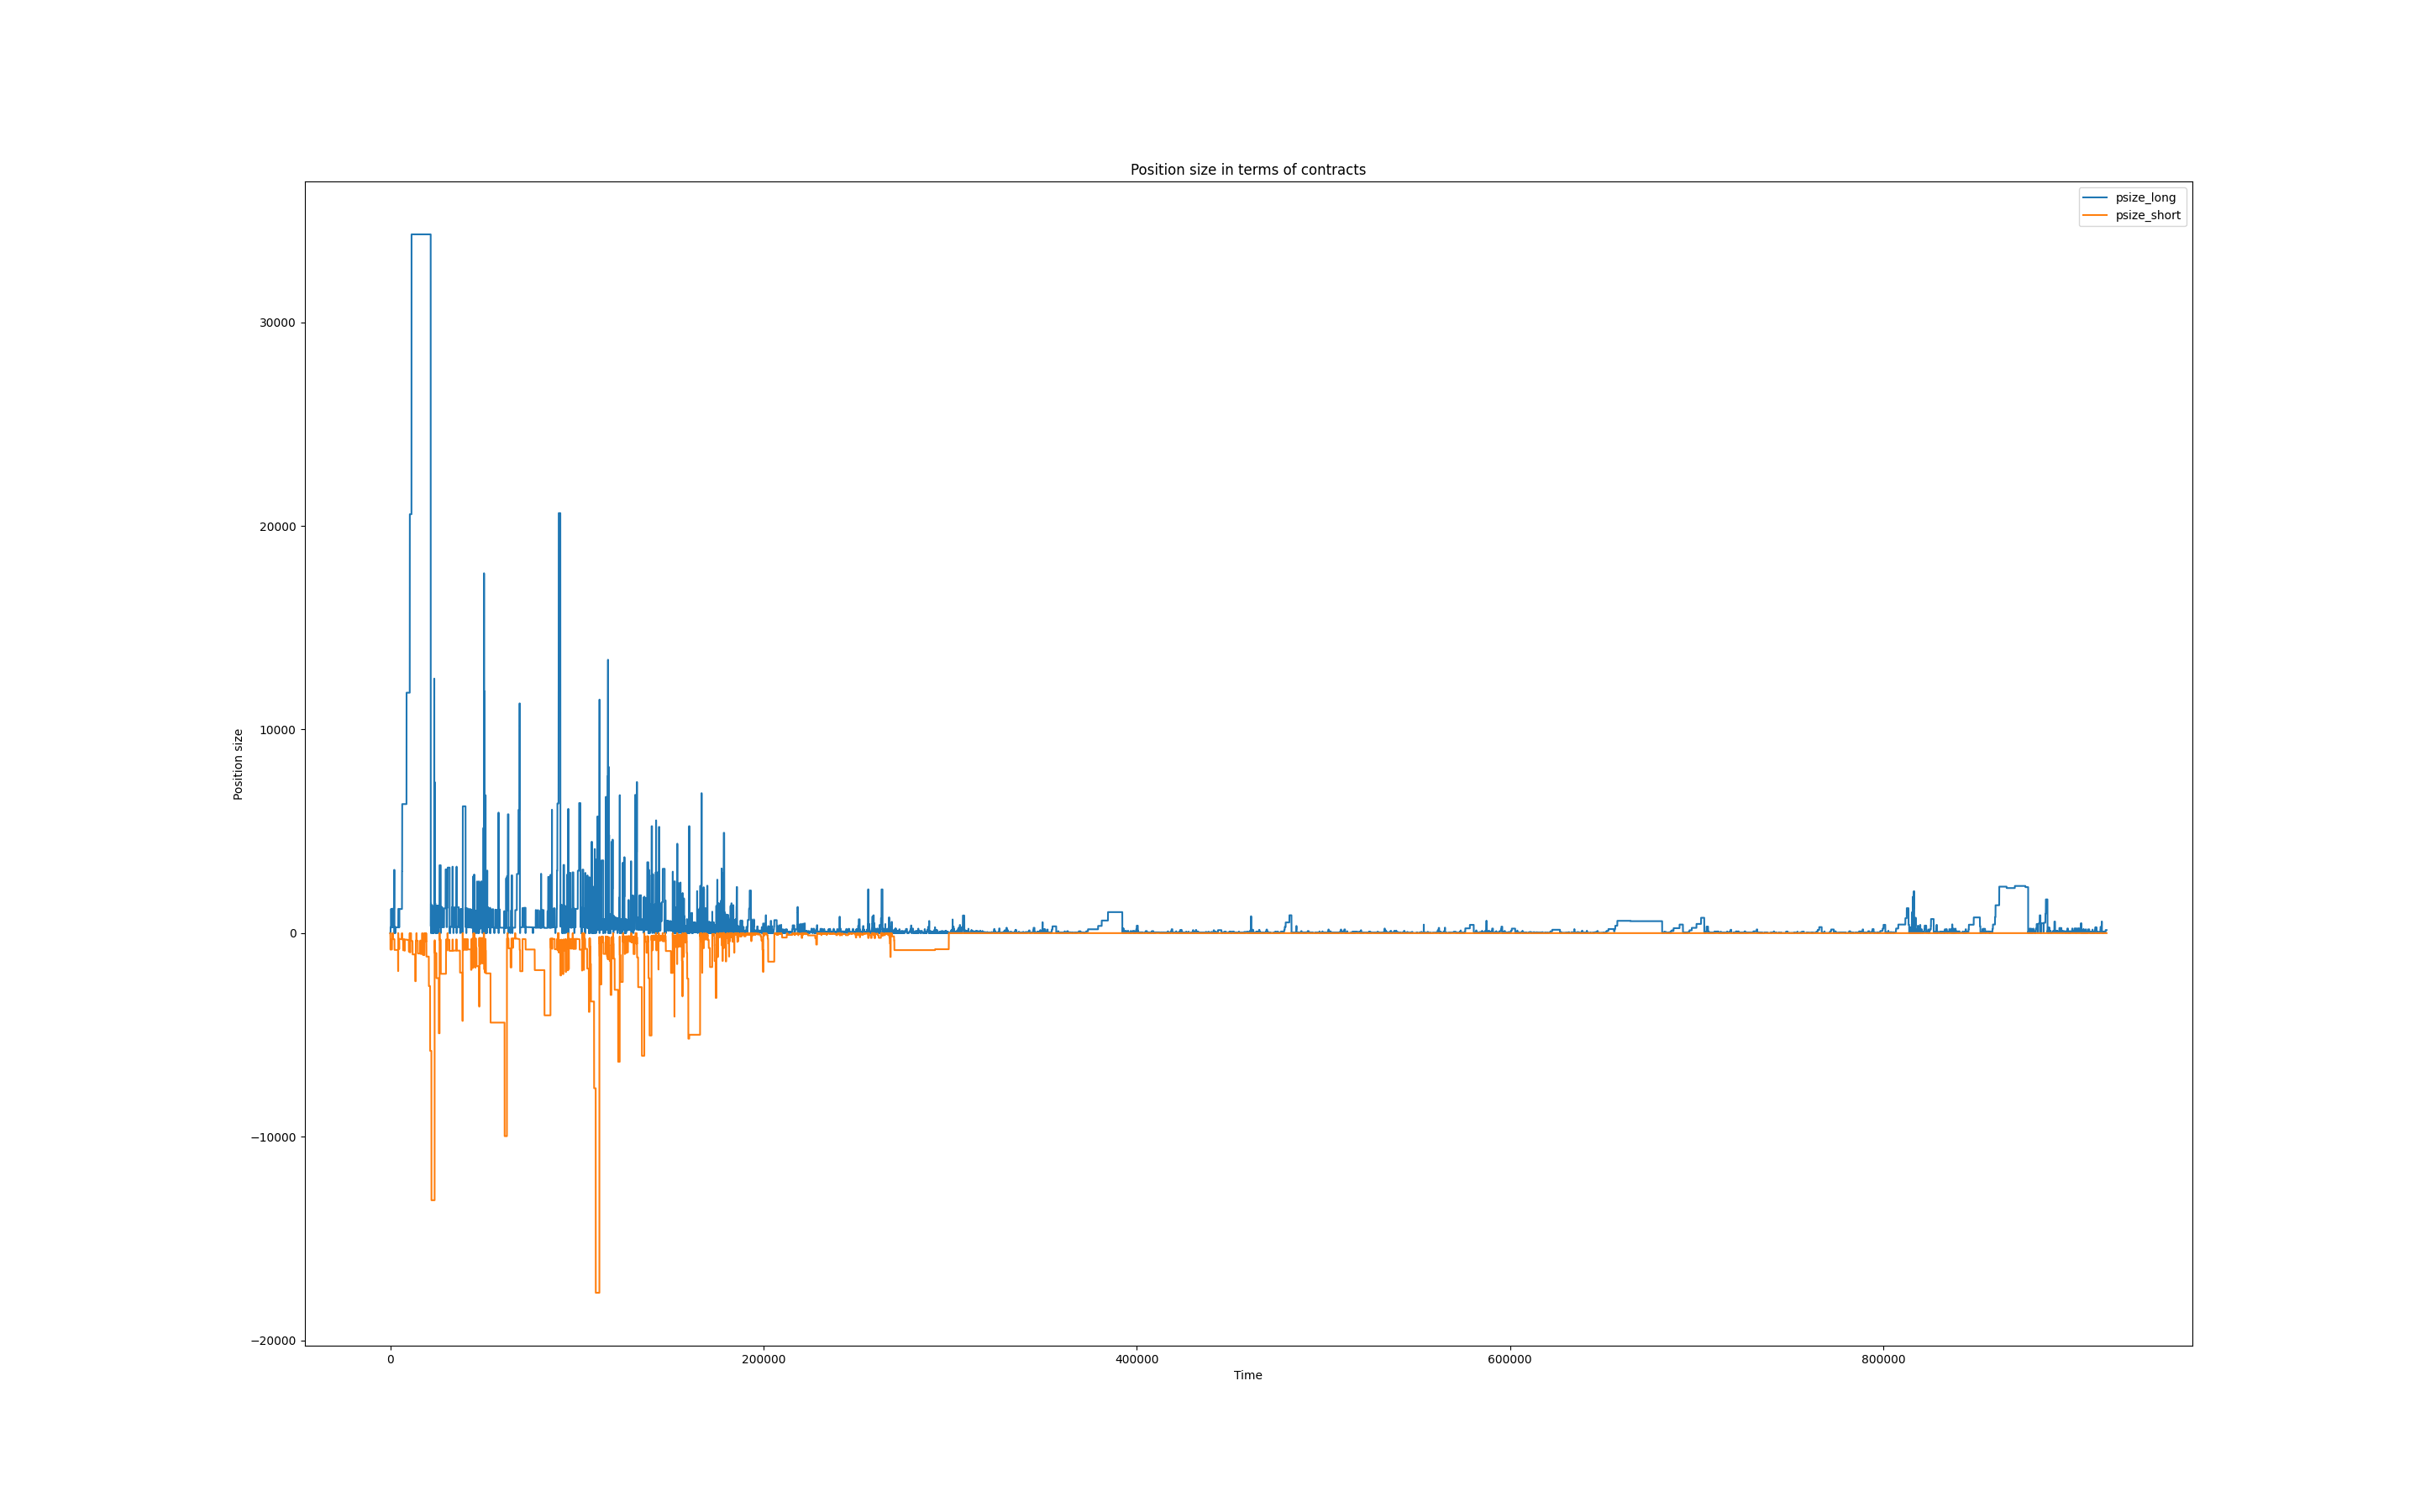 Position size in terms of contracts
psize_long
psize_short
30000
20000
10000
0
−10000
−20000
Position size
0 200000 400000 600000 800000
Time